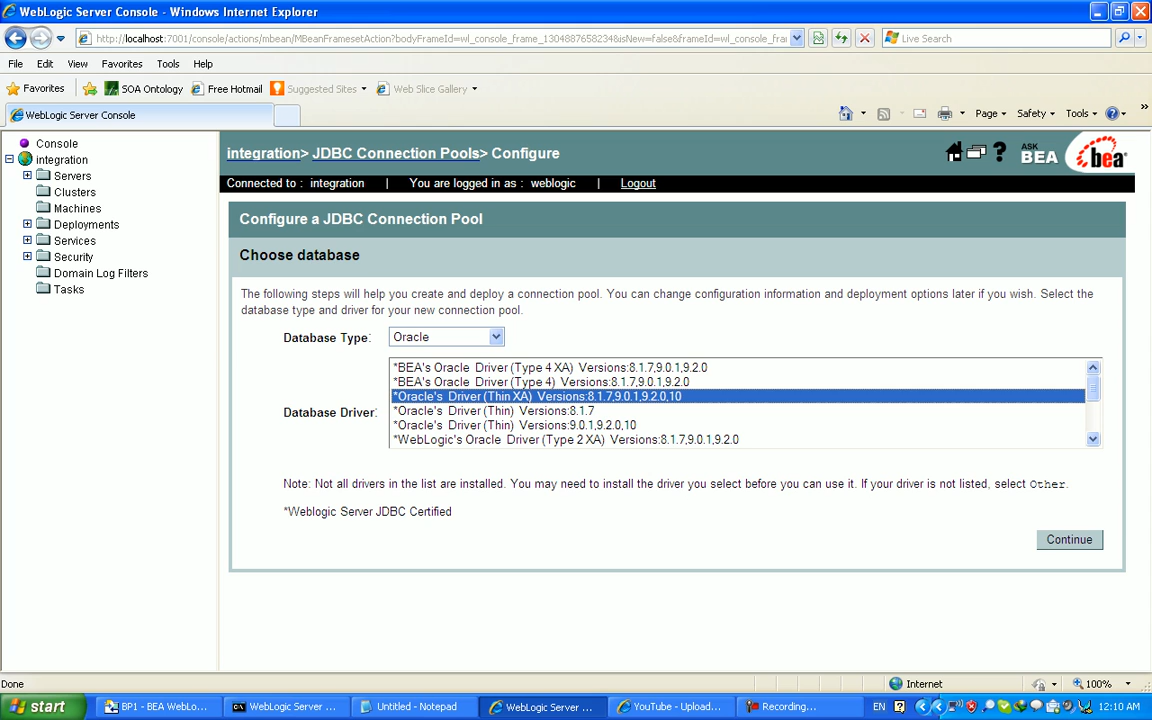 WebLogic Server Console - Windows Internet Explorer
http://localhost:7001/console/actions/mbean/MBeanFramesetAction?bodyFrameId=wl_console_frame_1304887658234&isNew=false&frameId=wl_console_fra
Live Search
File Edit View Favorites Tools Help
Favorites SOA Ontology Free Hotmail Suggested Sites Web Slice Gallery
WebLogic Server Console
Page Safety Tools
Console
integration
Servers
Clusters
Machines
Deployments
Services
Security
Domain Log Filters
Tasks
integration> JDBC Connection Pools> Configure
ASK
BEA
bea
Connected to : integration | You are logged in as : weblogic | Logout
Configure a JDBC Connection Pool
Choose database
The following steps will help you create and deploy a connection pool. You can change configuration information and deployment options later if you wish. Select the
database type and driver for your new connection pool.
Database Type: Oracle
Database Driver:
*BEA's Oracle Driver (Type 4 XA) Versions:8.1.7,9.0.1,9.2.0
*BEA's Oracle Driver (Type 4) Versions:8.1.7,9.0.1,9.2.0
*Oracle's Driver (Thin XA) Versions:8.1.7,9.0.1,9.2.0,10
*Oracle's Driver (Thin) Versions:8.1.7
*Oracle's Driver (Thin) Versions:9.0.1,9.2.0,10
*WebLogic's Oracle Driver (Type 2 XA) Versions:8.1.7,9.0.1,9.2.0
Note: Not all drivers in the list are installed. You may need to install the driver you select before you can use it. If your driver is not listed, select Other.
*Weblogic Server JDBC Certified
Continue
Done
Internet
100%
start
BP1 - BEA WebLo...
WebLogic Server ...
Untitled - Notepad
WebLogic Server ...
YouTube - Upload...
Recording...
EN
12:10 AM